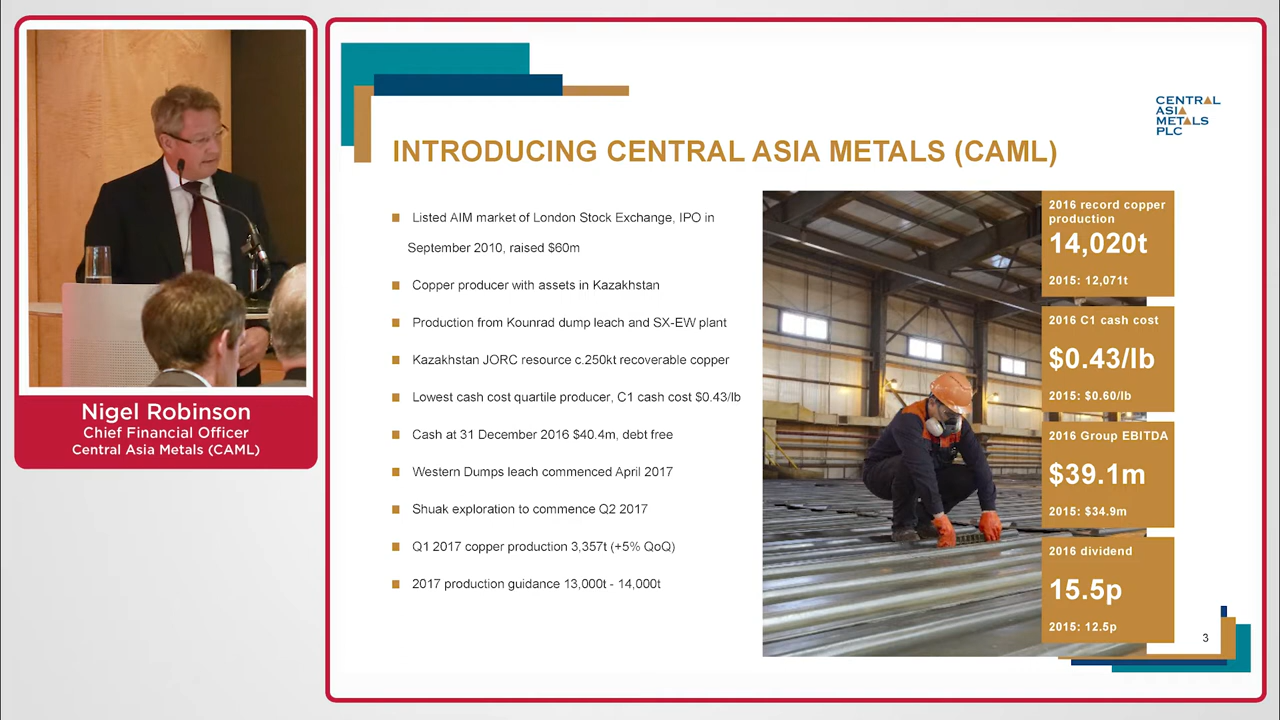 Nigel Robinson
Chief Financial Officer
Central Asia Metals (CAML)
CENTRAL
ASIA
METALS
PLC
INTRODUCING CENTRAL ASIA METALS (CAML)
Listed AIM market of London Stock Exchange, IPO in
September 2010, raised $60m
Copper producer with assets in Kazakhstan
Production from Kounrad dump leach and SX-EW plant
Kazakhstan JORC resource c.250kt recoverable copper
Lowest cash cost quartile producer, C1 cash cost $0.43/lb
Cash at 31 December 2016 $40.4m, debt free
Western Dumps leach commenced April 2017
Shuak exploration to commence Q2 2017
Q1 2017 copper production 3,357t (+5% QoQ)
2017 production guidance 13,000t - 14,000t
2016 record copper
production
14,020t
2015: 12,071t
2016 C1 cash cost
$0.43/lb
2015: $0.60/lb
2016 Group EBITDA
$39.1m
2015: $34.9m
2016 dividend
15.5p
2015: 12.5p
3